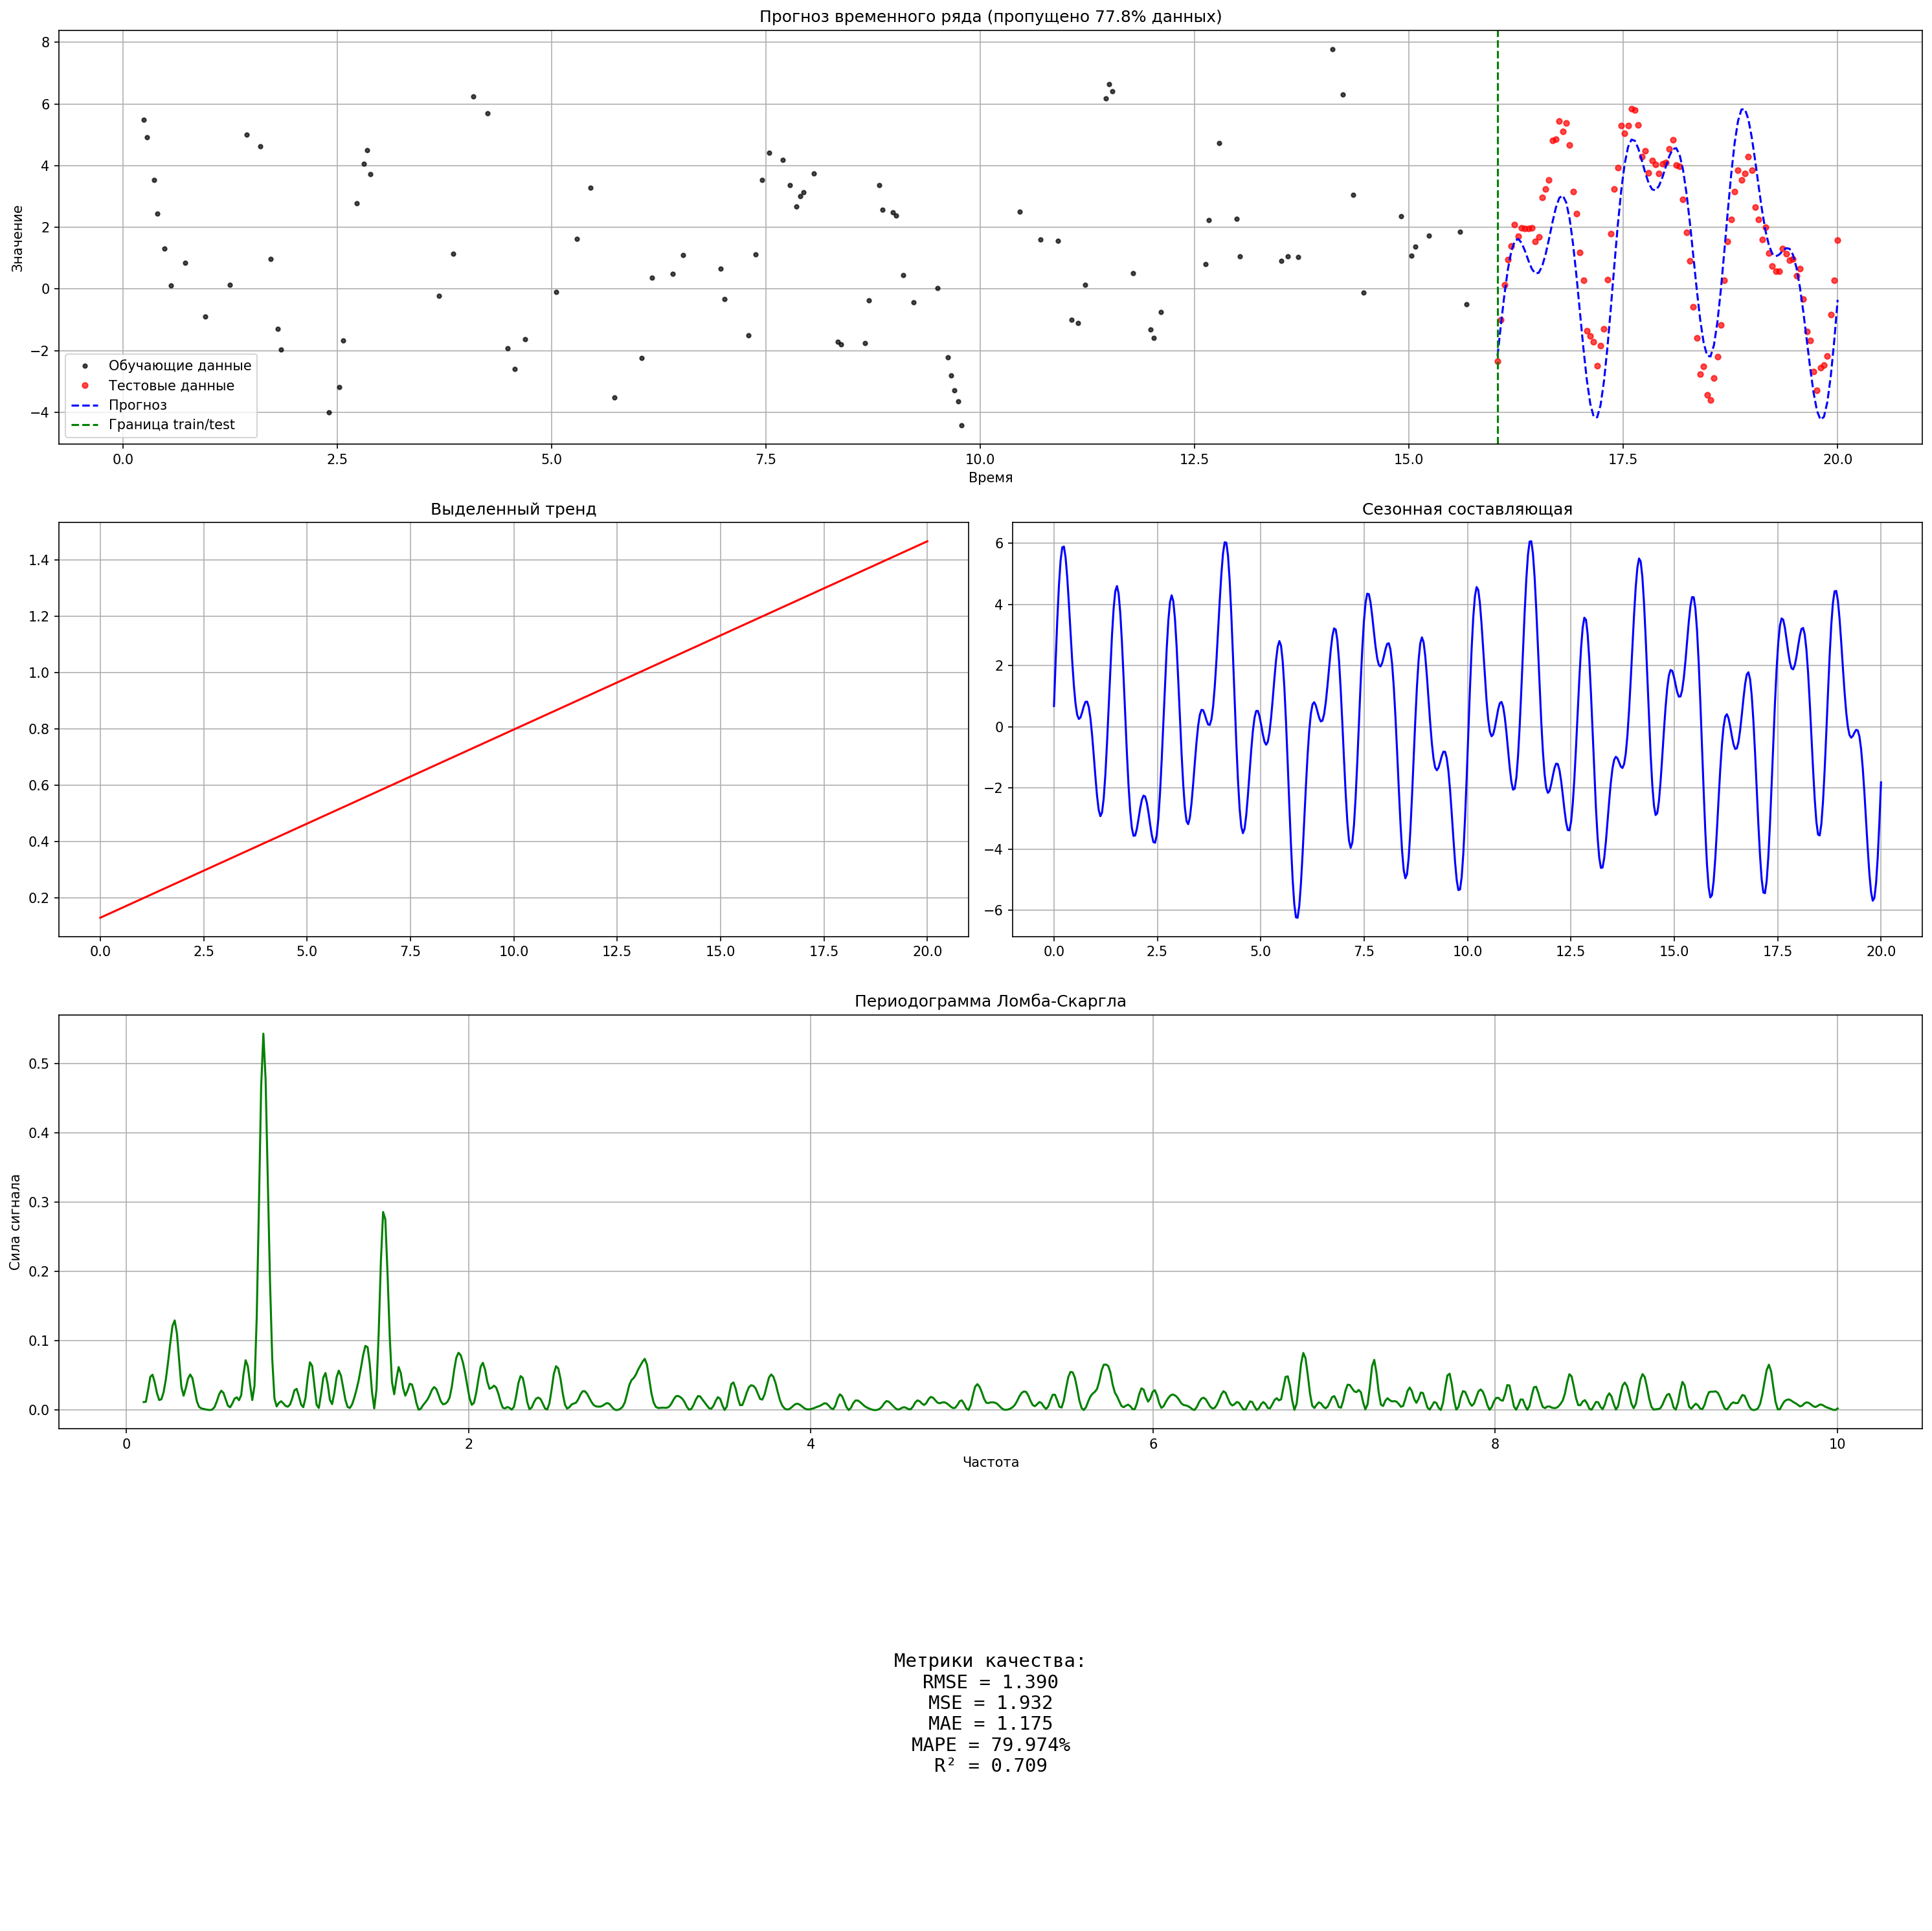 Прогноз временного ряда (пропущено 77.8% данных)
8
6
4
2
0
−2
−4
Значение
Обучающие данные
Тестовые данные
Прогноз
Граница train/test
0.0 2.5 5.0 7.5 10.0 12.5 15.0 17.5 20.0
Время
Выделенный тренд
1.4
1.2
1.0
0.8
0.6
0.4
0.2
0.0 2.5 5.0 7.5 10.0 12.5 15.0 17.5 20.0
Сезонная составляющая
6
4
2
0
−2
−4
−6
0.0 2.5 5.0 7.5 10.0 12.5 15.0 17.5 20.0
Периодограмма Ломба-Скаргла
0.5
0.4
0.3
0.2
0.1
0.0
Сила сигнала
0 2 4 6 8 10
Частота
Метрики качества:
RMSE = 1.390
MSE = 1.932
MAE = 1.175
MAPE = 79.974%
R² = 0.709